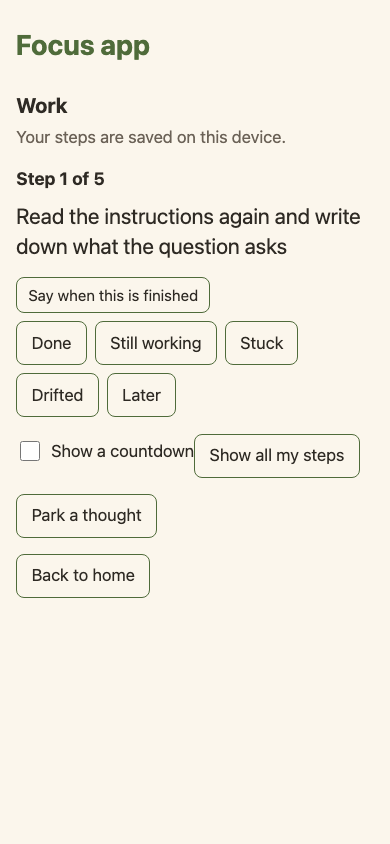 Focus app
Work
Your steps are saved on this device.
Step 1 of 5
Read the instructions again and write
down what the question asks
Say when this is finished
Done Still working Stuck
Drifted Later
Show a countdown Show all my steps
Park a thought
Back to home